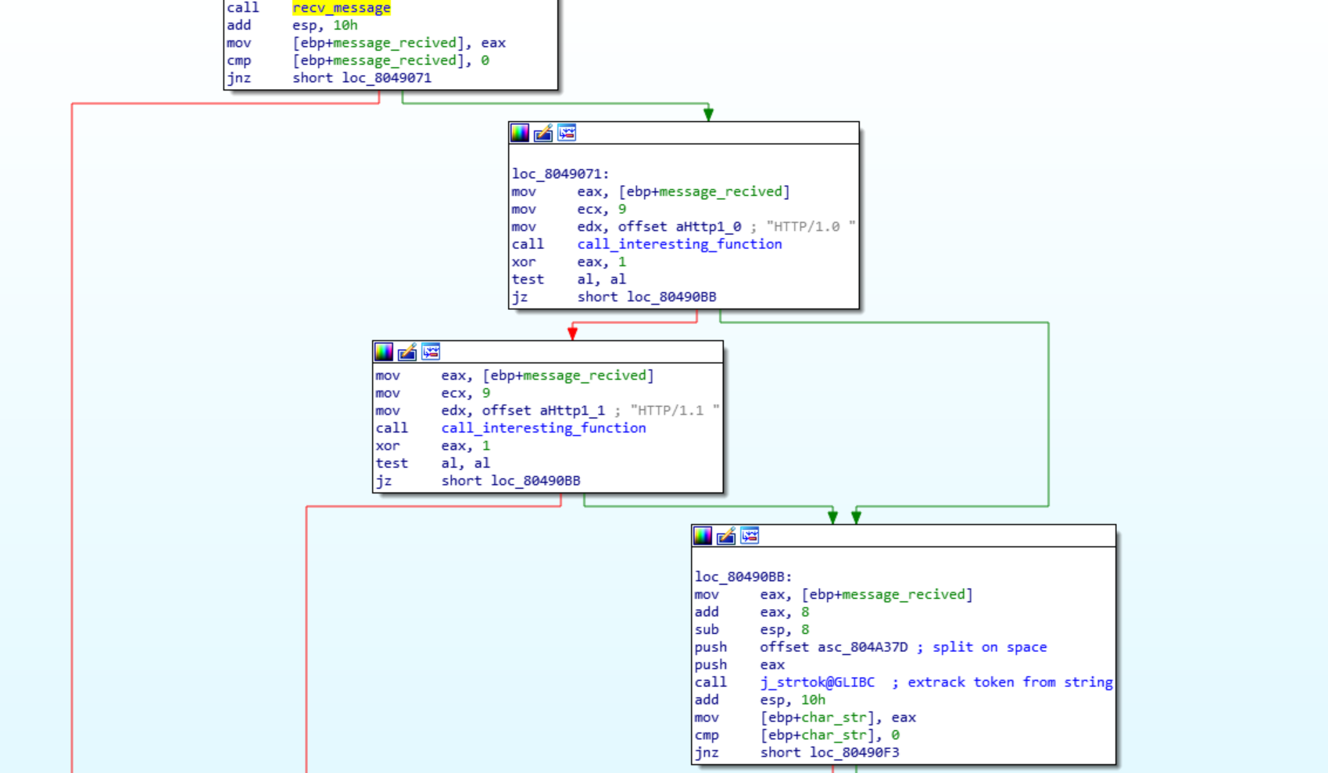 call recv_message
add esp, 10h
mov [ebp+message_recived], eax
cmp [ebp+message_recived], 0
jnz short loc_8049071
loc_8049071:
mov eax, [ebp+message_recived]
mov ecx, 9
mov edx, offset aHttp1_0 ; "HTTP/1.0 "
call call_interesting_function
xor eax, 1
test al, al
jz short loc_80490BB
mov eax, [ebp+message_recived]
mov ecx, 9
mov edx, offset aHttp1_1 ; "HTTP/1.1 "
call call_interesting_function
xor eax, 1
test al, al
jz short loc_80490BB
loc_80490BB:
mov eax, [ebp+message_recived]
add eax, 8
sub esp, 8
push offset asc_804A37D ; split on space
push eax
call j_strtok@GLIBC ; extrack token from string
add esp, 10h
mov [ebp+char_str], eax
cmp [ebp+char_str], 0
jnz short loc_80490F3